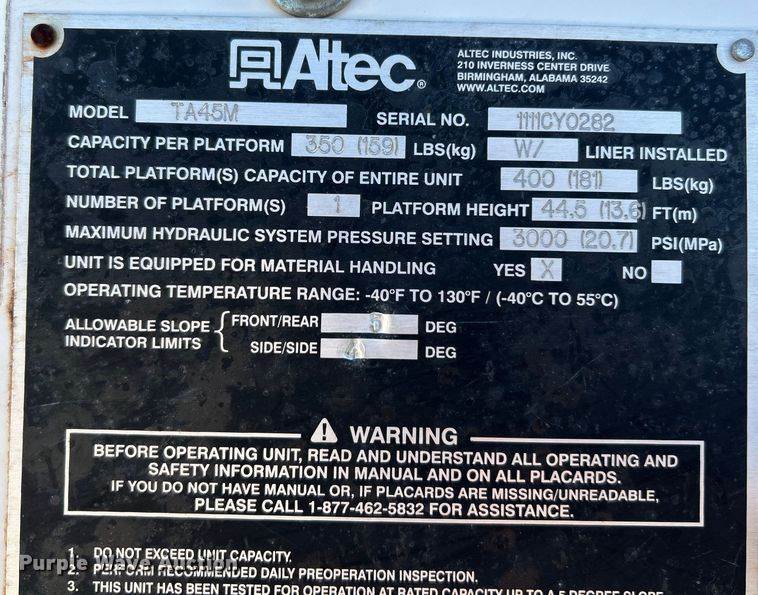 Altec®
ALTEC INDUSTRIES, INC.
210 INVERNESS CENTER DRIVE
BIRMINGHAM, ALABAMA 35242
WWW.ALTEC.COM
MODEL TA45M SERIAL NO. 1111CY0282
CAPACITY PER PLATFORM 350 (159) LBS(kg) W/ LINER INSTALLED
TOTAL PLATFORM(S) CAPACITY OF ENTIRE UNIT 400 (181) LBS(kg)
NUMBER OF PLATFORM(S) 1 PLATFORM HEIGHT 44.5 (13.6) FT(m)
MAXIMUM HYDRAULIC SYSTEM PRESSURE SETTING 3000 (20.7) PSI(MPa)
UNIT IS EQUIPPED FOR MATERIAL HANDLING YES X NO
OPERATING TEMPERATURE RANGE: -40°F TO 130°F / (-40°C TO 55°C)
ALLOWABLE SLOPE INDICATOR LIMITS
FRONT/REAR 5 DEG
SIDE/SIDE DEG
WARNING
BEFORE OPERATING UNIT, READ AND UNDERSTAND ALL OPERATING AND
SAFETY INFORMATION IN MANUAL AND ON ALL PLACARDS.
IF YOU DO NOT HAVE MANUAL OR, IF PLACARDS ARE MISSING/UNREADABLE,
PLEASE CALL 1-877-462-5832 FOR ASSISTANCE.
1. DO NOT EXCEED UNIT CAPACITY.
2. PERFORM RECOMMENDED DAILY PREOPERATION INSPECTION.
3. THIS UNIT HAS BEEN TESTED FOR OPERATION AT RATED CAPACITY UP TO A 5 DEGREE SLOPE
Purple Wave Auction